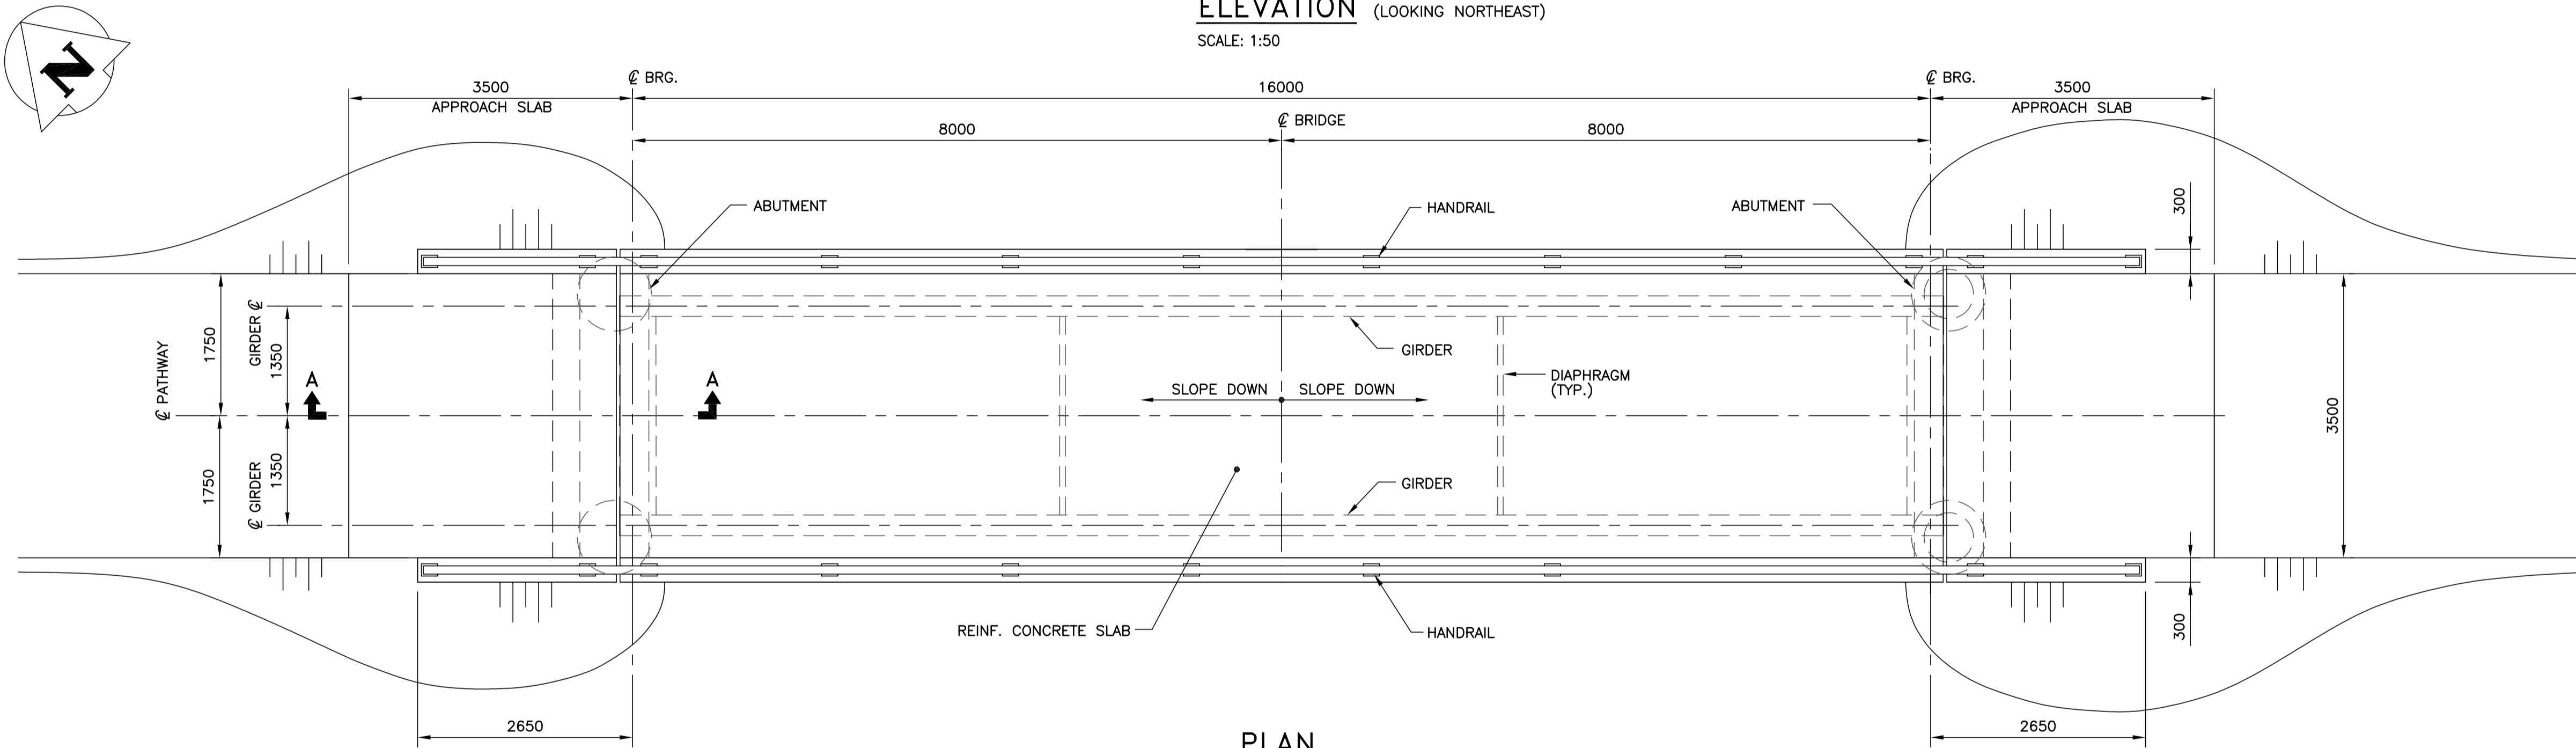 ELEVATION (LOOKING NORTHEAST)
SCALE: 1:50
N
℄ BRG.
℄ BRG.
3500
16000
3500
APPROACH SLAB
APPROACH SLAB
℄ BRIDGE
8000
8000
ABUTMENT
HANDRAIL
ABUTMENT
300
1750
GIRDER ℄
1350
℄ PATHWAY
A
A
GIRDER
SLOPE DOWN
SLOPE DOWN
DIAPHRAGM
(TYP.)
3500
1750
℄ GIRDER
1350
GIRDER
REINF. CONCRETE SLAB
HANDRAIL
300
2650
2650
PLAN